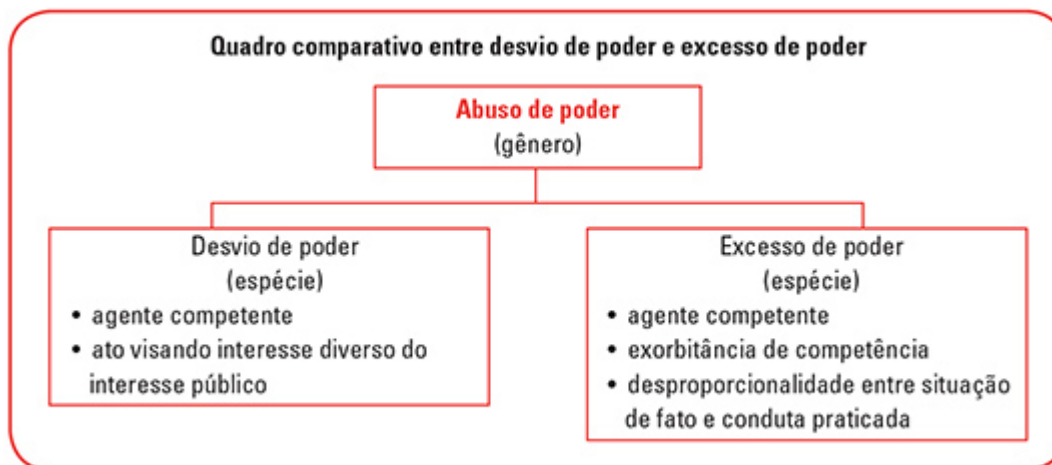 Quadro comparativo entre desvio de poder e excesso de poder
Abuso de poder
(gênero)
Desvio de poder
(espécie)
• agente competente
• ato visando interesse diverso do
interesse público
Excesso de poder
(espécie)
• agente competente
• exorbitância de competência
• desproporcionalidade entre situação
de fato e conduta praticada